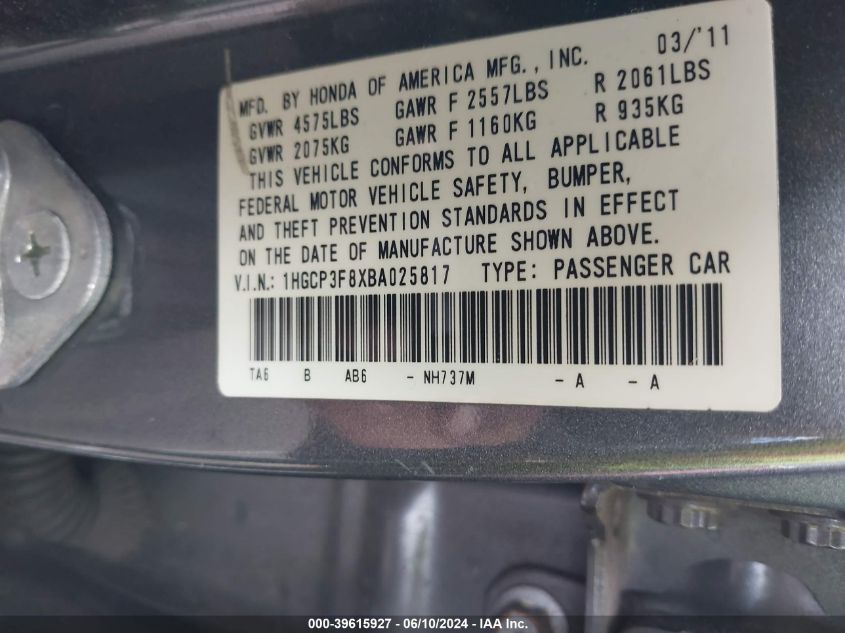 MFD. BY HONDA OF AMERICA MFG., INC. 03/'11
GVWR 4575LBS GAWR F 2557LBS R 2061LBS
GVWR 2075KG GAWR F 1160KG R 935KG
THIS VEHICLE CONFORMS TO ALL APPLICABLE
FEDERAL MOTOR VEHICLE SAFETY, BUMPER,
AND THEFT PREVENTION STANDARDS IN EFFECT
ON THE DATE OF MANUFACTURE SHOWN ABOVE.
V.I.N.: 1HGCP3F8XBA025817 TYPE: PASSENGER CAR
TA6 B AB6 - NH737M - A - A
000-39615927 / 06/10/2024 - IAA Inc.